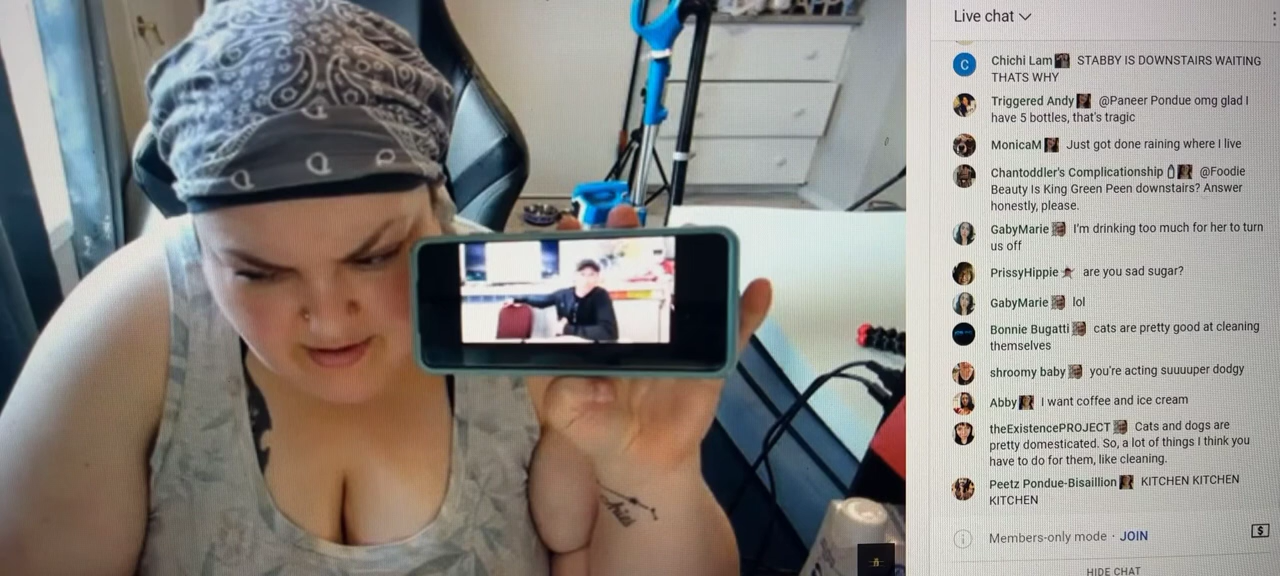 Live chat
Chichi Lam STABBY IS DOWNSTAIRS WAITING
THATS WHY
Triggered Andy @Paneer Pondue omg glad I
have 5 bottles, that's tragic
MonicaM Just got done raining where I live
Chantoddler's Complicationship @Foodie
Beauty Is King Green Peen downstairs? Answer
honestly, please.
GabyMarie I'm drinking too much for her to turn
us off
PrissyHippie are you sad sugar?
GabyMarie lol
Bonnie Bugatti cats are pretty good at cleaning
themselves
shroomy baby you're acting suuuuper dodgy
Abby I want coffee and ice cream
theExistencePROJECT Cats and dogs are
pretty domesticated. So, a lot of things I think you
have to do for them, like cleaning.
Peetz Pondue-Bisaillion KITCHEN KITCHEN
KITCHEN
Members-only mode · JOIN
HIDE CHAT
C
Aries